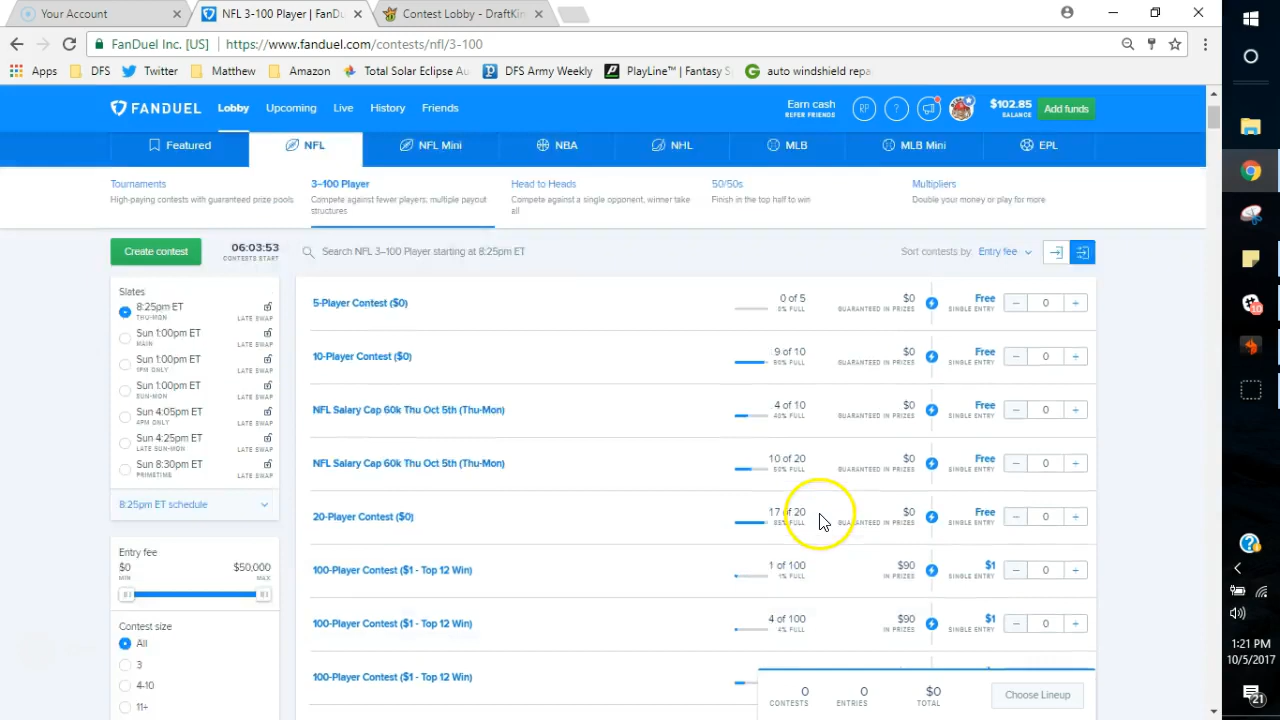 Your Account
NFL 3-100 Player | FanDu
Contest Lobby - DraftKin
FanDuel Inc. [US]
https://www.fanduel.com/contests/nfl/3-100
Apps
DFS
Twitter
Matthew
Amazon
Total Solar Eclipse Au
DFS Army Weekly
PlayLine™ | Fantasy S
auto windshield repa
FANDUEL
Lobby
Upcoming
Live
History
Friends
Earn cash
REFER FRIENDS
RF
?
$102.85
BALANCE
Add funds
Featured
NFL
NFL Mini
NBA
NHL
MLB
MLB Mini
EPL
Tournaments
High-paying contests with guaranteed prize pools
3–100 Player
Compete against fewer players, multiple payout
structures
Head to Heads
Compete against a single opponent, winner take
all
50/50s
Finish in the top half to win
Multipliers
Double your money or play for more
Create contest
06:03:53
CONTESTS START
Search NFL 3–100 Player starting at 8:25pm ET
Sort contests by
Entry fee
Slates
8:25pm ET
THU-MON
LATE SWAP
Sun 1:00pm ET
MAIN
LATE SWAP
Sun 1:00pm ET
1PM ONLY
LATE SWAP
Sun 1:00pm ET
SUN-MON
LATE SWAP
Sun 4:05pm ET
4PM ONLY
LATE SWAP
Sun 4:25pm ET
LATE SUN-MON
LATE SWAP
Sun 8:30pm ET
PRIMETIME
LATE SWAP
8:25pm ET schedule
Entry fee
$0
MIN
$50,000
MAX
Contest size
All
3
4-10
11+
5-Player Contest ($0)
0 of 5
0% FULL
$0
GUARANTEED IN PRIZES
Free
SINGLE ENTRY
− 0 +
10-Player Contest ($0)
9 of 10
90% FULL
$0
GUARANTEED IN PRIZES
Free
SINGLE ENTRY
− 0 +
NFL Salary Cap 60k Thu Oct 5th (Thu-Mon)
4 of 10
40% FULL
$0
GUARANTEED IN PRIZES
Free
SINGLE ENTRY
− 0 +
NFL Salary Cap 60k Thu Oct 5th (Thu-Mon)
10 of 20
50% FULL
$0
GUARANTEED IN PRIZES
Free
SINGLE ENTRY
− 0 +
20-Player Contest ($0)
17 of 20
85% FULL
$0
GUARANTEED IN PRIZES
Free
SINGLE ENTRY
− 0 +
100-Player Contest ($1 - Top 12 Win)
1 of 100
1% FULL
$90
IN PRIZES
$1
SINGLE ENTRY
− 0 +
100-Player Contest ($1 - Top 12 Win)
4 of 100
4% FULL
$90
IN PRIZES
$1
SINGLE ENTRY
− 0 +
100-Player Contest ($1 - Top 12 Win)
0
CONTESTS
0
ENTRIES
$0
TOTAL
Choose Lineup
1:21 PM
10/5/2017
21